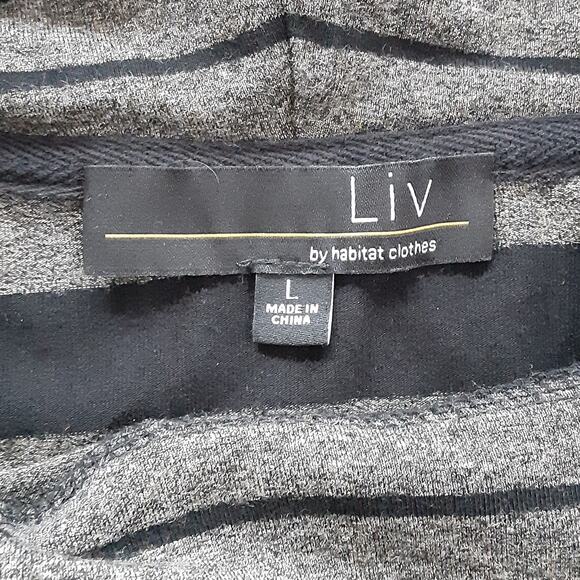 Liv
by habitat clothes
L
MADE IN
CHINA